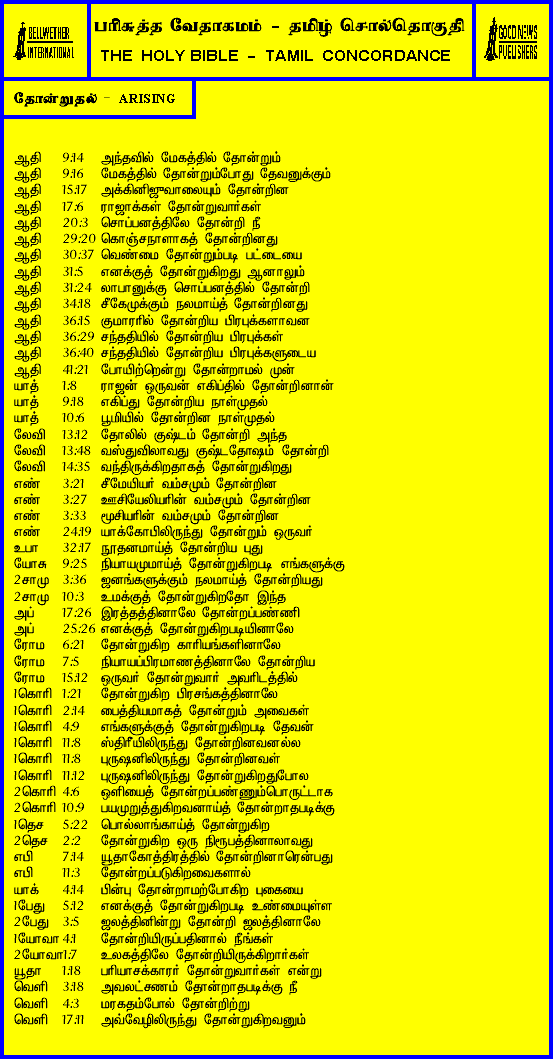 BELLWETHER
INTERNATIONAL
பரிசுத்த வேதாகமம் - தமிழ் சொல்தொகுதி
THE HOLY BIBLE - TAMIL CONCORDANCE
GOOD NEWS
PUBLISHERS
தோன்றுதல் - ARISING
ஆதி 9:14 அந்தவில் மேகத்தில் தோன்றும்
ஆதி 9:16 மேகத்தில் தோன்றும்போது தேவனுக்கும்
ஆதி 15:17 அக்கினிஜுவாலையும் தோன்றின
ஆதி 17:6 ராஜாக்கள் தோன்றுவார்கள்
ஆதி 20:3 சொப்பனத்திலே தோன்றி நீ
ஆதி 29:20 கொஞ்சநாளாகத் தோன்றினது
ஆதி 30:37 வெண்மை தோன்றும்படி பட்டையை
ஆதி 31:5 எனக்குத் தோன்றுகிறது ஆனாலும்
ஆதி 31:24 லாபானுக்கு சொப்பனத்தில் தோன்றி
ஆதி 34:18 சீகேமுக்கும் நலமாய்த் தோன்றினது
ஆதி 36:15 குமாரரில் தோன்றிய பிரபுக்களாவன
ஆதி 36:29 சந்ததியில் தோன்றிய பிரபுக்கள்
ஆதி 36:40 சந்ததியில் தோன்றிய பிரபுக்களுடைய
ஆதி 41:21 போயிற்றென்று தோன்றாமல் முன்
யாத் 1:8 ராஜன் ஒருவன் எகிப்தில் தோன்றினான்
யாத் 9:18 எகிப்து தோன்றிய நாள்முதல்
யாத் 10:6 பூமியில் தோன்றின நாள்முதல்
லேவி 13:12 தோலில் குஷ்டம் தோன்றி அந்த
லேவி 13:48 வஸ்துவிலாவது குஷ்டதோஷம் தோன்றி
லேவி 14:35 வந்திருக்கிறதாகத் தோன்றுகிறது
எண் 3:21 சீமேயியர் வம்சமும் தோன்றின
எண் 3:27 ஊசியேலியரின் வம்சமும் தோன்றின
எண் 3:33 மூசியரின் வம்சமும் தோன்றின
எண் 24:19 யாக்கோபிலிருந்து தோன்றும் ஒருவர்
உபா 32:17 நூதனமாய்த் தோன்றிய புது
யோசு 9:25 நியாயமுமாய்த் தோன்றுகிறபடி எங்களுக்கு
2சாமு 3:36 ஜனங்களுக்கும் நலமாய்த் தோன்றியது
2சாமு 10:3 உமக்குத் தோன்றுகிறதோ இந்த
அப் 17:26 இரத்தத்தினாலே தோன்றப்பண்ணி
அப் 25:26 எனக்குத் தோன்றுகிறபடியினாலே
ரோம 6:21 தோன்றுகிற காரியங்களினாலே
ரோம 7:5 நியாயப்பிரமாணத்தினாலே தோன்றிய
ரோம 15:12 ஒருவர் தோன்றுவார் அவரிடத்தில்
1கொரி 1:21 தோன்றுகிற பிரசங்கத்தினாலே
1கொரி 2:14 பைத்தியமாகத் தோன்றும் அவைகள்
1கொரி 4:9 எங்களுக்குத் தோன்றுகிறபடி தேவன்
1கொரி 11:8 ஸ்திரீயிலிருந்து தோன்றினவனல்ல
1கொரி 11:8 புருஷனிலிருந்து தோன்றினவள்
1கொரி 11:12 புருஷனிலிருந்து தோன்றுகிறதுபோல
2கொரி 4:6 ஒளியைத் தோன்றப்பண்ணும்பொருட்டாக
2கொரி 10:9 பயமுறுத்துகிறவனாய்த் தோன்றாதபடிக்கு
1தெச 5:22 பொல்லாங்காய்த் தோன்றுகிற
2தெச 2:2 தோன்றுகிற ஒரு நிரூபத்தினாலாவது
எபி 7:14 யூதாகோத்திரத்தில் தோன்றினாரென்பது
எபி 11:3 தோன்றப்படுகிறவைகளால்
யாக் 4:14 பின்பு தோன்றாமற்போகிற புகையை
1பேது 5:12 எனக்குத் தோன்றுகிறபடி உண்மையுள்ள
2பேது 3:5 ஜலத்தினின்று தோன்றி ஜலத்தினாலே
1யோவா 4:1 தோன்றியிருப்பதினால் நீங்கள்
2யோவா 1:7 உலகத்திலே தோன்றியிருக்கிறார்கள்
யூதா 1:18 பரியாசக்காரர் தோன்றுவார்கள் என்று
வெளி 3:18 அவலட்சணம் தோன்றாதபடிக்கு நீ
வெளி 4:3 மரகதம்போல் தோன்றிற்று
வெளி 17:11 அவ்வேழிலிருந்து தோன்றுகிறவனும்